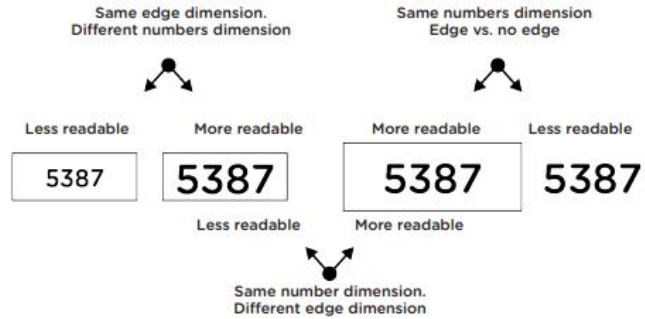 Same edge dimension.
Different numbers dimension
Same numbers dimension
Edge vs. no edge
Less readable
More readable
More readable
Less readable
5387
5387
5387
5387
Less readable
More readable
Same number dimension.
Different edge dimension